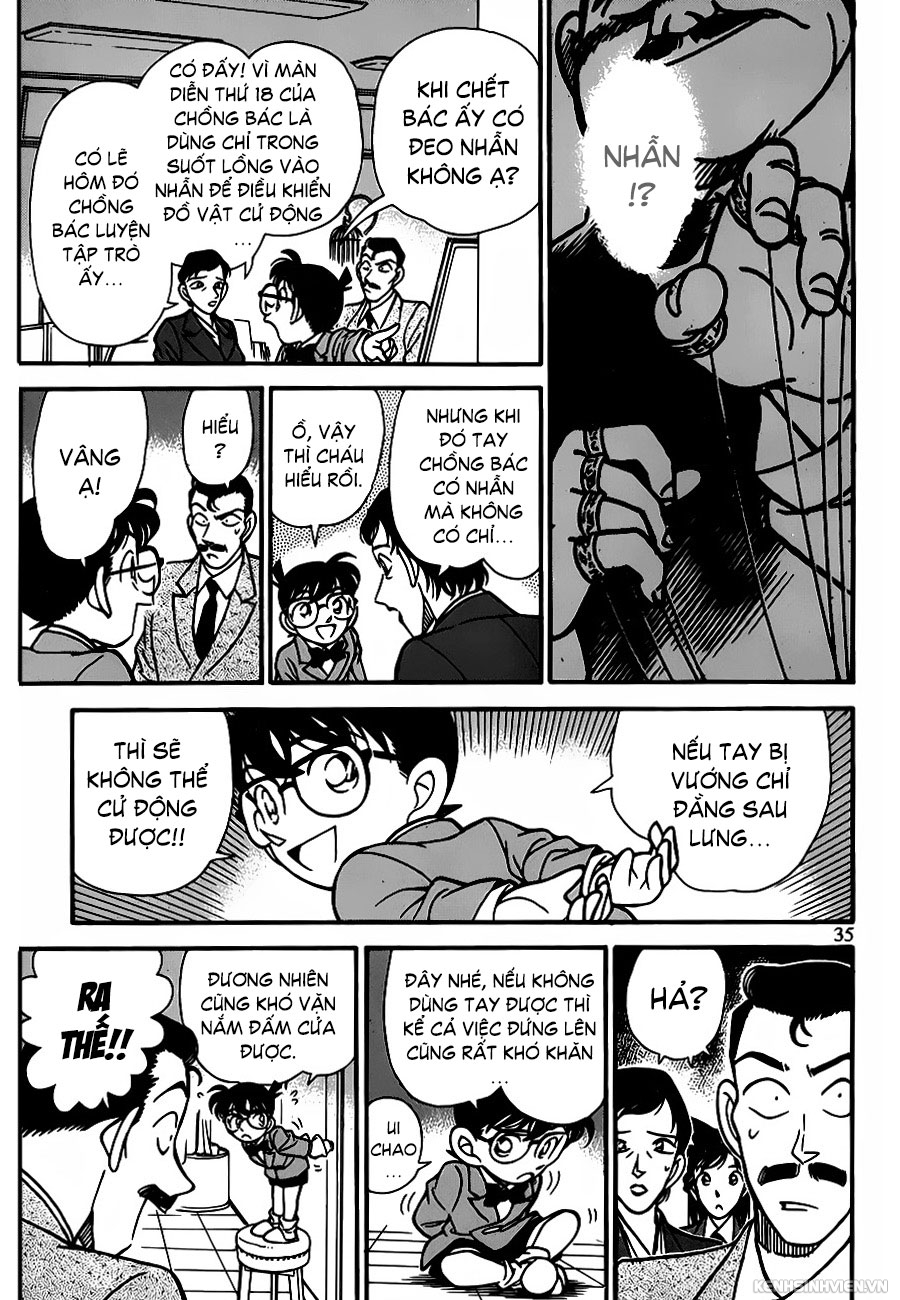 NHẪN
!?
KHI CHẾT
BÁC ẤY CÓ
ĐEO NHẪN
KHÔNG Ạ?
CÓ ĐẤY! VÌ MÀN
DIỄN THỨ 18 CỦA
CHỒNG BÁC LÀ
DÙNG CHỈ TRONG
SUỐT LỒNG VÀO
NHẪN ĐỂ ĐIỀU KHIỂN
ĐỒ VẬT CỬ ĐỘNG
...
CÓ LẼ
HÔM ĐÓ
CHỒNG
BÁC LUYỆN
TẬP TRÒ
ẤY...
NHƯNG KHI
ĐÓ TAY
CHỒNG BÁC
CÓ NHẪN
MÀ KHÔNG
CÓ CHỈ...
Ồ, VẬY
THÌ CHÁU
HIỂU RỒI.
HIỂU
?
VÂNG
Ạ!
NẾU TAY BỊ
VƯỚNG CHỈ
ĐẰNG SAU
LƯNG...
THÌ SẼ
KHÔNG THỂ
CỬ ĐỘNG
ĐƯỢC!!
35
HẢ?
ĐÂY NHÉ, NẾU KHÔNG
DÙNG TAY ĐƯỢC THÌ
KỂ CẢ VIỆC ĐỨNG LÊN
CŨNG RẤT KHÓ KHĂN
...
UI
CHAO
...
ĐƯƠNG NHIÊN
CŨNG KHÓ VẶN
NẮM ĐẤM CỬA
ĐƯỢC.
RA
THẾ!!
KENHSINHVIEN.VN